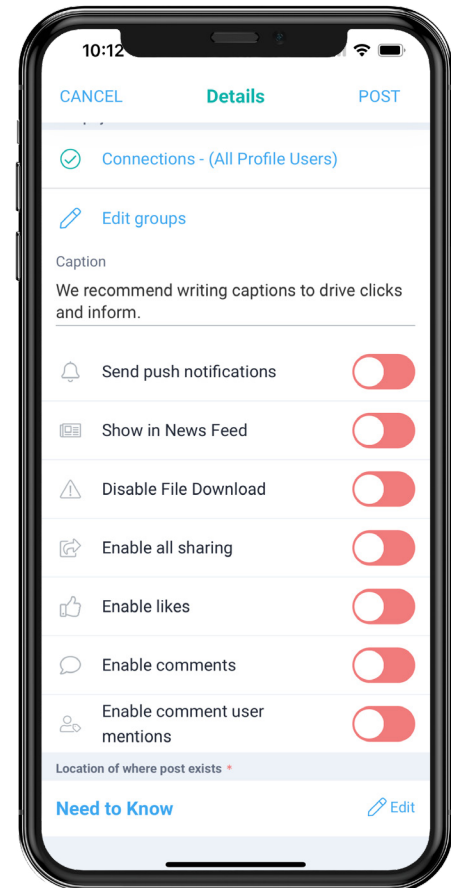 10:12
CANCEL Details POST
Connections - (All Profile Users)
Edit groups
Caption
We recommend writing captions to drive clicks
and inform.
Send push notifications
Show in News Feed
Disable File Download
Enable all sharing
Enable likes
Enable comments
Enable comment user
mentions
Location of where post exists *
Need to Know Edit